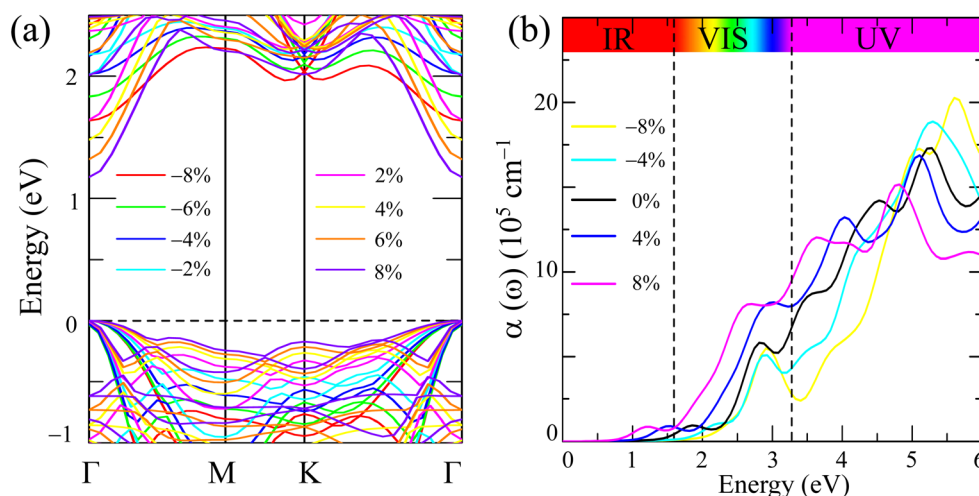 (a)
Energy (eV)
2
1
0
−1
−8%
−6%
−4%
−2%
2%
4%
6%
8%
Γ
M
K
Γ
(b)
IR
VIS
UV
α (ω) (10⁵ cm⁻¹)
20
10
0
−8%
−4%
0%
4%
8%
0
1
2
3
4
5
6
Energy (eV)